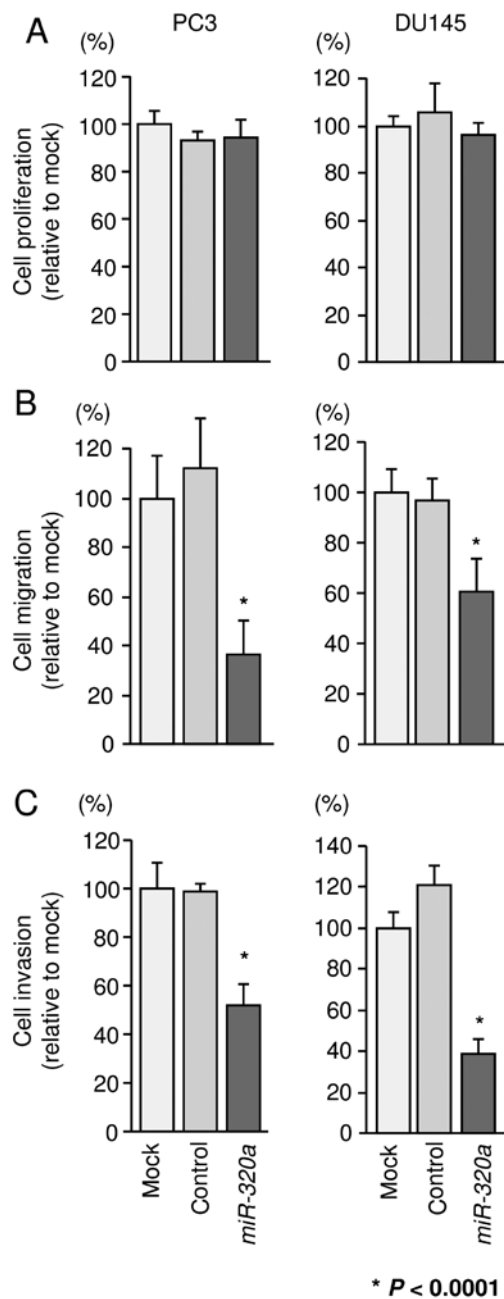 A
PC3
DU145
(%)
(%)
Cell proliferation
(relative to mock)
120
100
80
60
40
20
0
120
100
80
60
40
20
0
B
(%)
(%)
Cell migration
(relative to mock)
120
100
80
60
40
20
0
*
120
100
80
60
40
20
0
*
C
(%)
(%)
Cell invasion
(relative to mock)
120
100
80
60
40
20
0
*
140
120
100
80
60
40
20
0
*
Mock
Control
miR-320a
Mock
Control
miR-320a
* P < 0.0001